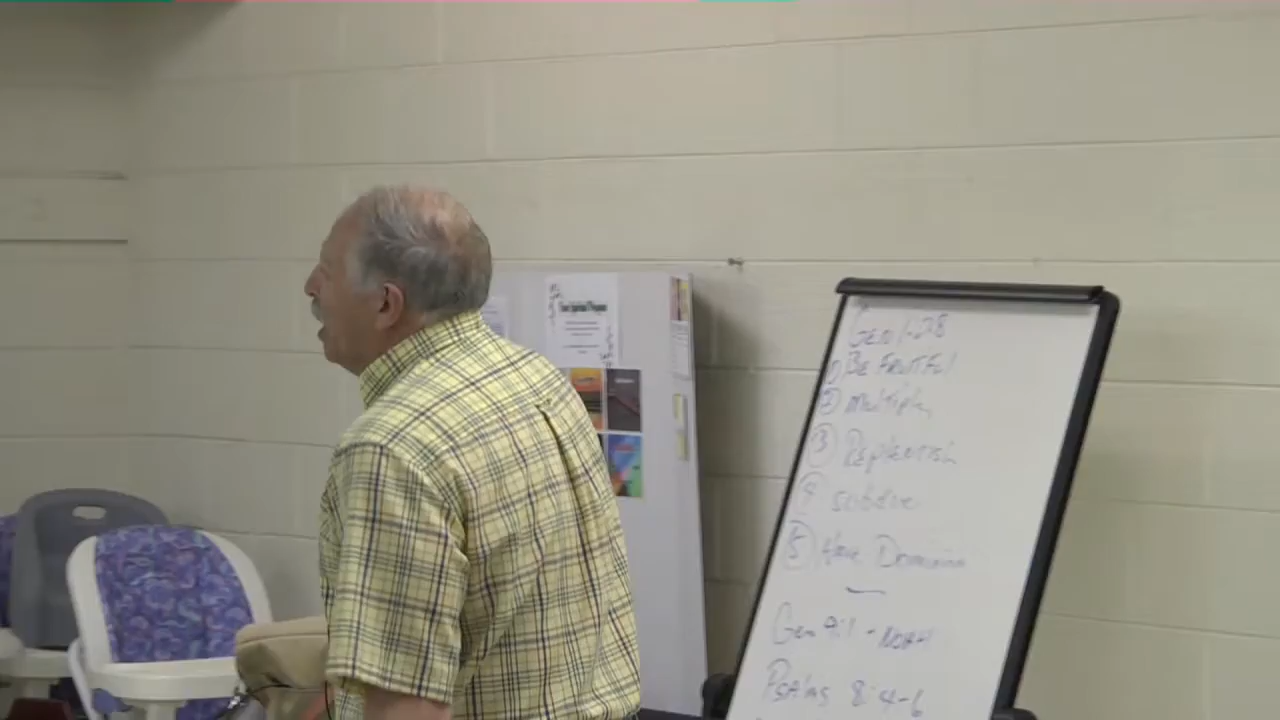 Gen 1:28
① Be Fruitful
② Multiply
③ Replenish
④ Subdue
⑤ Have Dominion
Gen 9:1 - Noah
Psalms 8:4-6